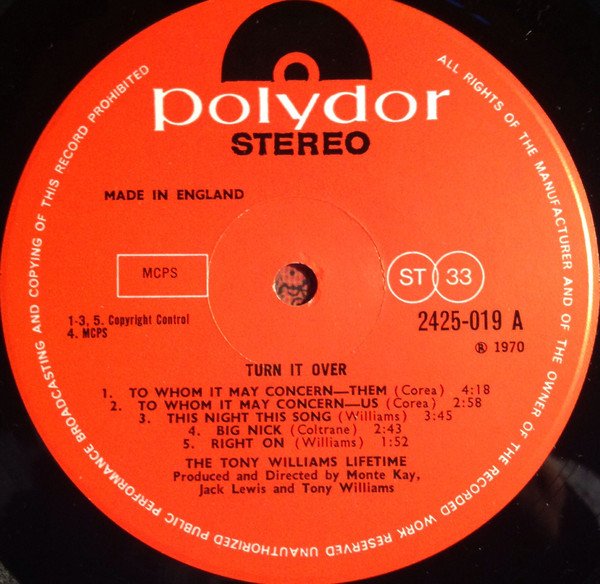 polydor
STEREO
MADE IN ENGLAND
MCPS
ST 33
1-3, 5. Copyright Control
4. MCPS
2425-019 A
Ⓟ 1970
TURN IT OVER
1. TO WHOM IT MAY CONCERN—THEM (Corea) 4:18
2. TO WHOM IT MAY CONCERN—US (Corea) 2:58
3. THIS NIGHT THIS SONG (Williams) 3:45
4. BIG NICK (Coltrane) 2:43
5. RIGHT ON (Williams) 1:52
THE TONY WILLIAMS LIFETIME
Produced and Directed by Monte Kay,
Jack Lewis and Tony Williams
ALL RIGHTS OF THE MANUFACTURER AND OF THE OWNER OF THE RECORDED WORK RESERVED UNAUTHORIZED PUBLIC PERFORMANCE BROADCASTING AND COPYING OF THIS RECORD PROHIBITED